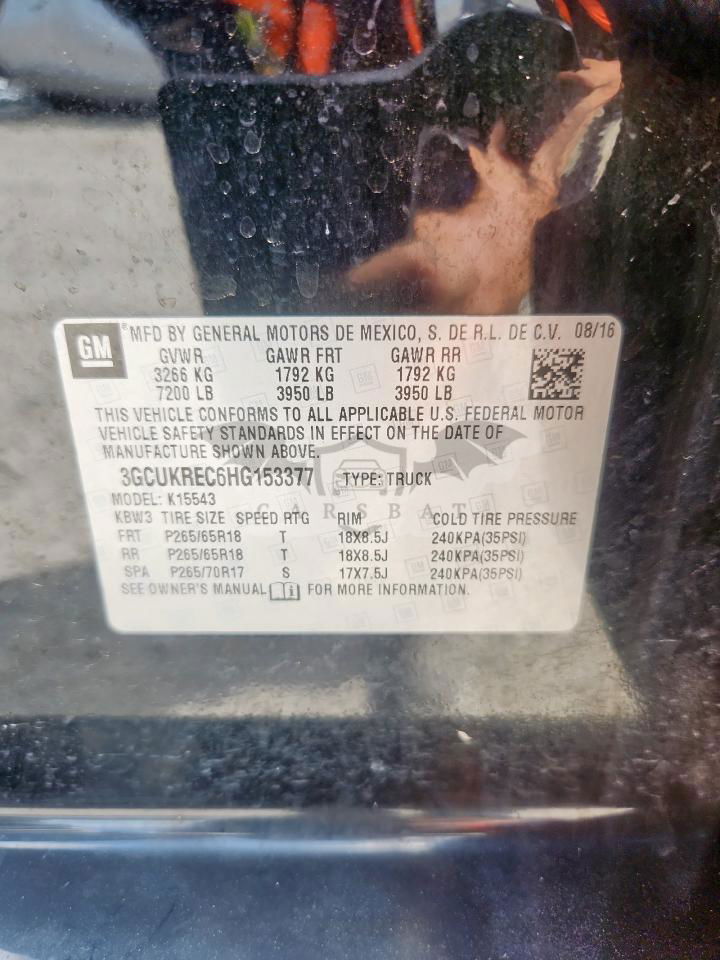 GM ® MFD BY GENERAL MOTORS DE MEXICO, S. DE R.L. DE C.V. 08/16
GVWR GAWR FRT GAWR RR
3266 KG 1792 KG 1792 KG
7200 LB 3950 LB 3950 LB
THIS VEHICLE CONFORMS TO ALL APPLICABLE U.S. FEDERAL MOTOR
VEHICLE SAFETY STANDARDS IN EFFECT ON THE DATE OF
MANUFACTURE SHOWN ABOVE.
3GCUKREC6HG153377 TYPE: TRUCK
MODEL: K15543
CARSBAT
KBW3 TIRE SIZE SPEED RTG RIM COLD TIRE PRESSURE
FRT P265/65R18 T 18X8.5J 240KPA(35PSI)
RR P265/65R18 T 18X8.5J 240KPA(35PSI)
SPA P265/70R17 S 17X7.5J 240KPA(35PSI)
SEE OWNER'S MANUAL FOR MORE INFORMATION.